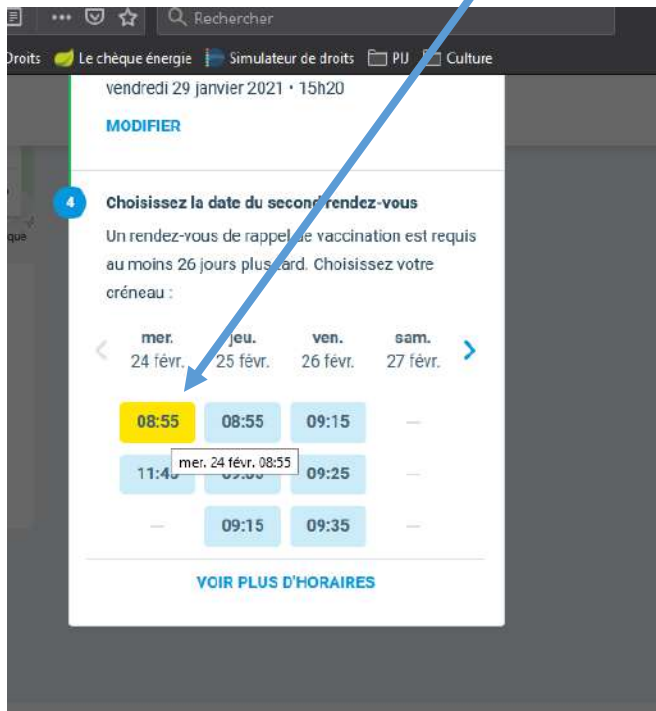 Rechercher
Droits Le chèque énergie Simulateur de droits PIJ Culture
vendredi 29 janvier 2021 • 15h20
MODIFIER
4 Choisissez la date du second rendez-vous
Un rendez-vous de rappel de vaccination est requis
au moins 26 jours plus tard. Choisissez votre
créneau :
mer. jeu. ven. sam.
24 févr. 25 févr. 26 févr. 27 févr.
08:55 08:55 09:15 —
mer. 24 févr. 08:55
09:25 —
— 09:15 09:35 —
VOIR PLUS D'HORAIRES